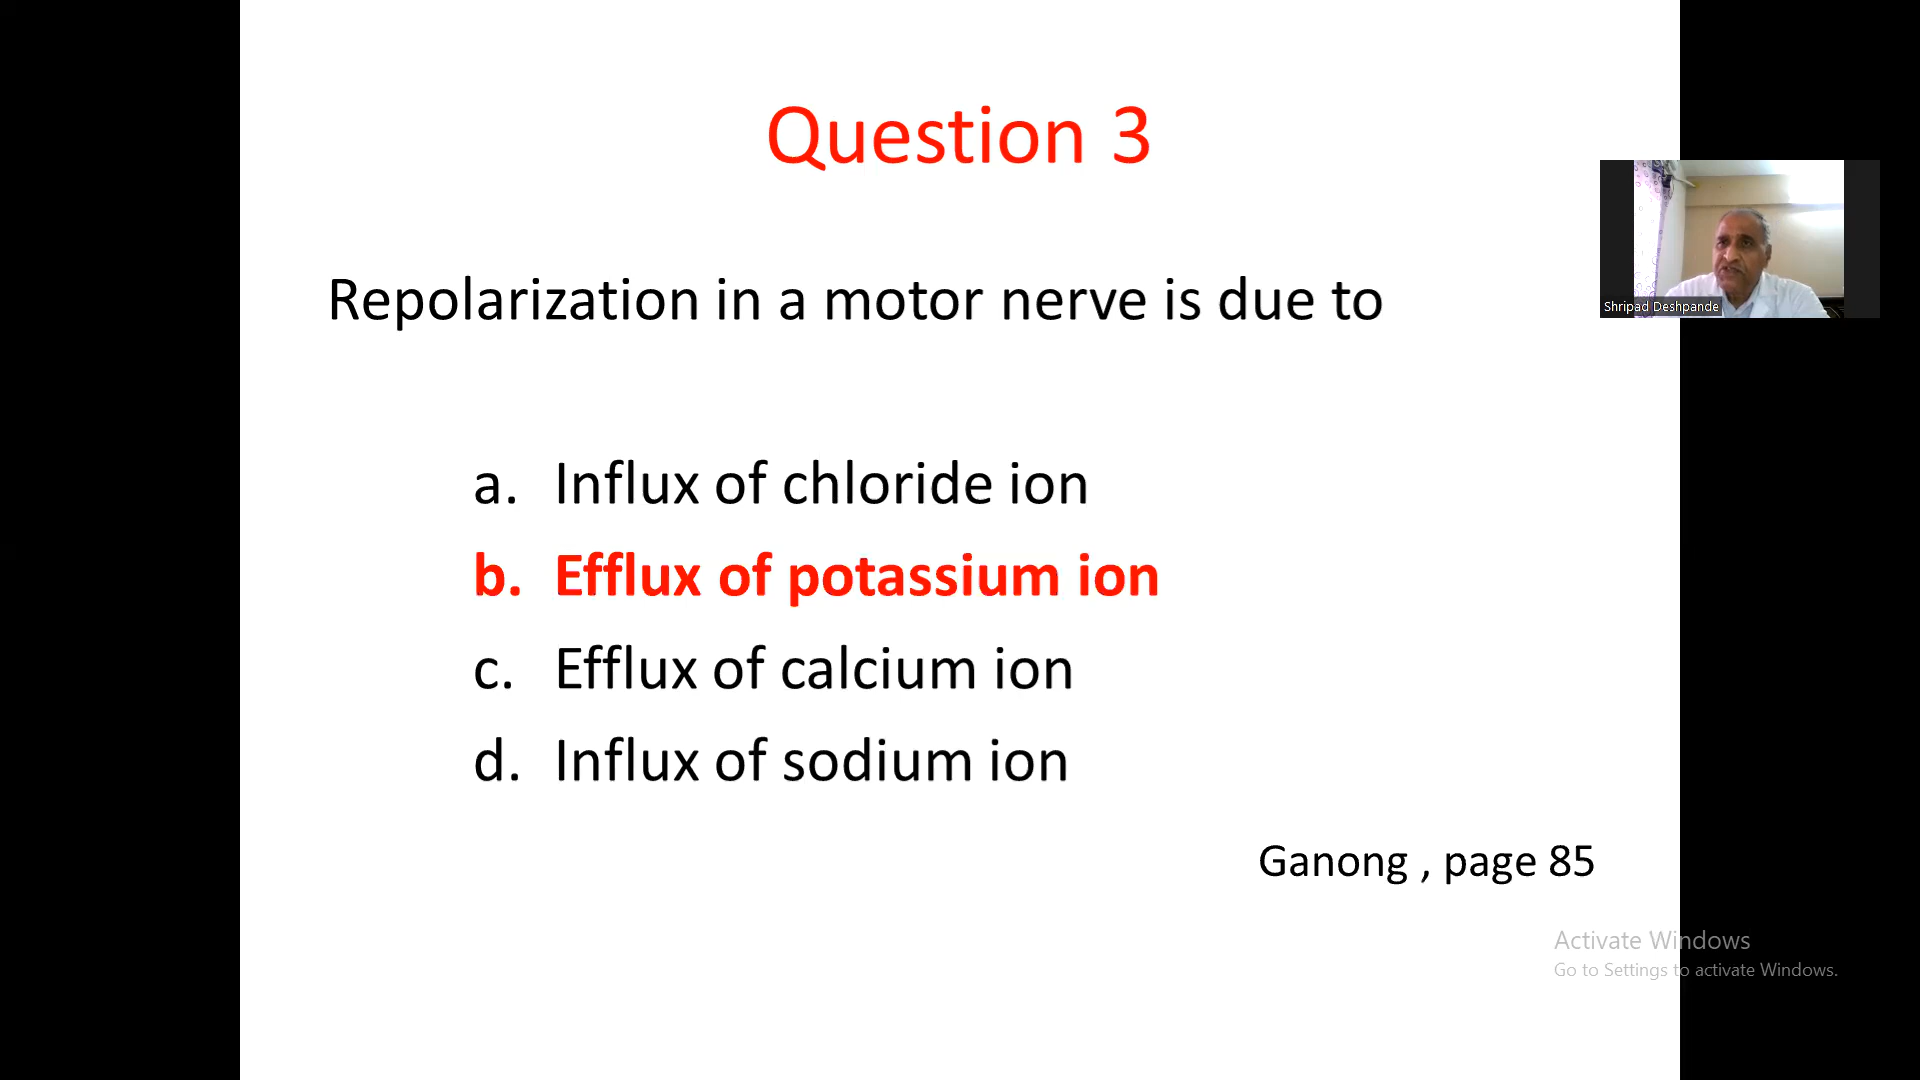 Question 3
Repolarization in a motor nerve is due to
a. Influx of chloride ion
b. Efflux of potassium ion
c. Efflux of calcium ion
d. Influx of sodium ion
Ganong , page 85
Shripad Deshpande
Activate Windows
Go to Settings to activate Windows.